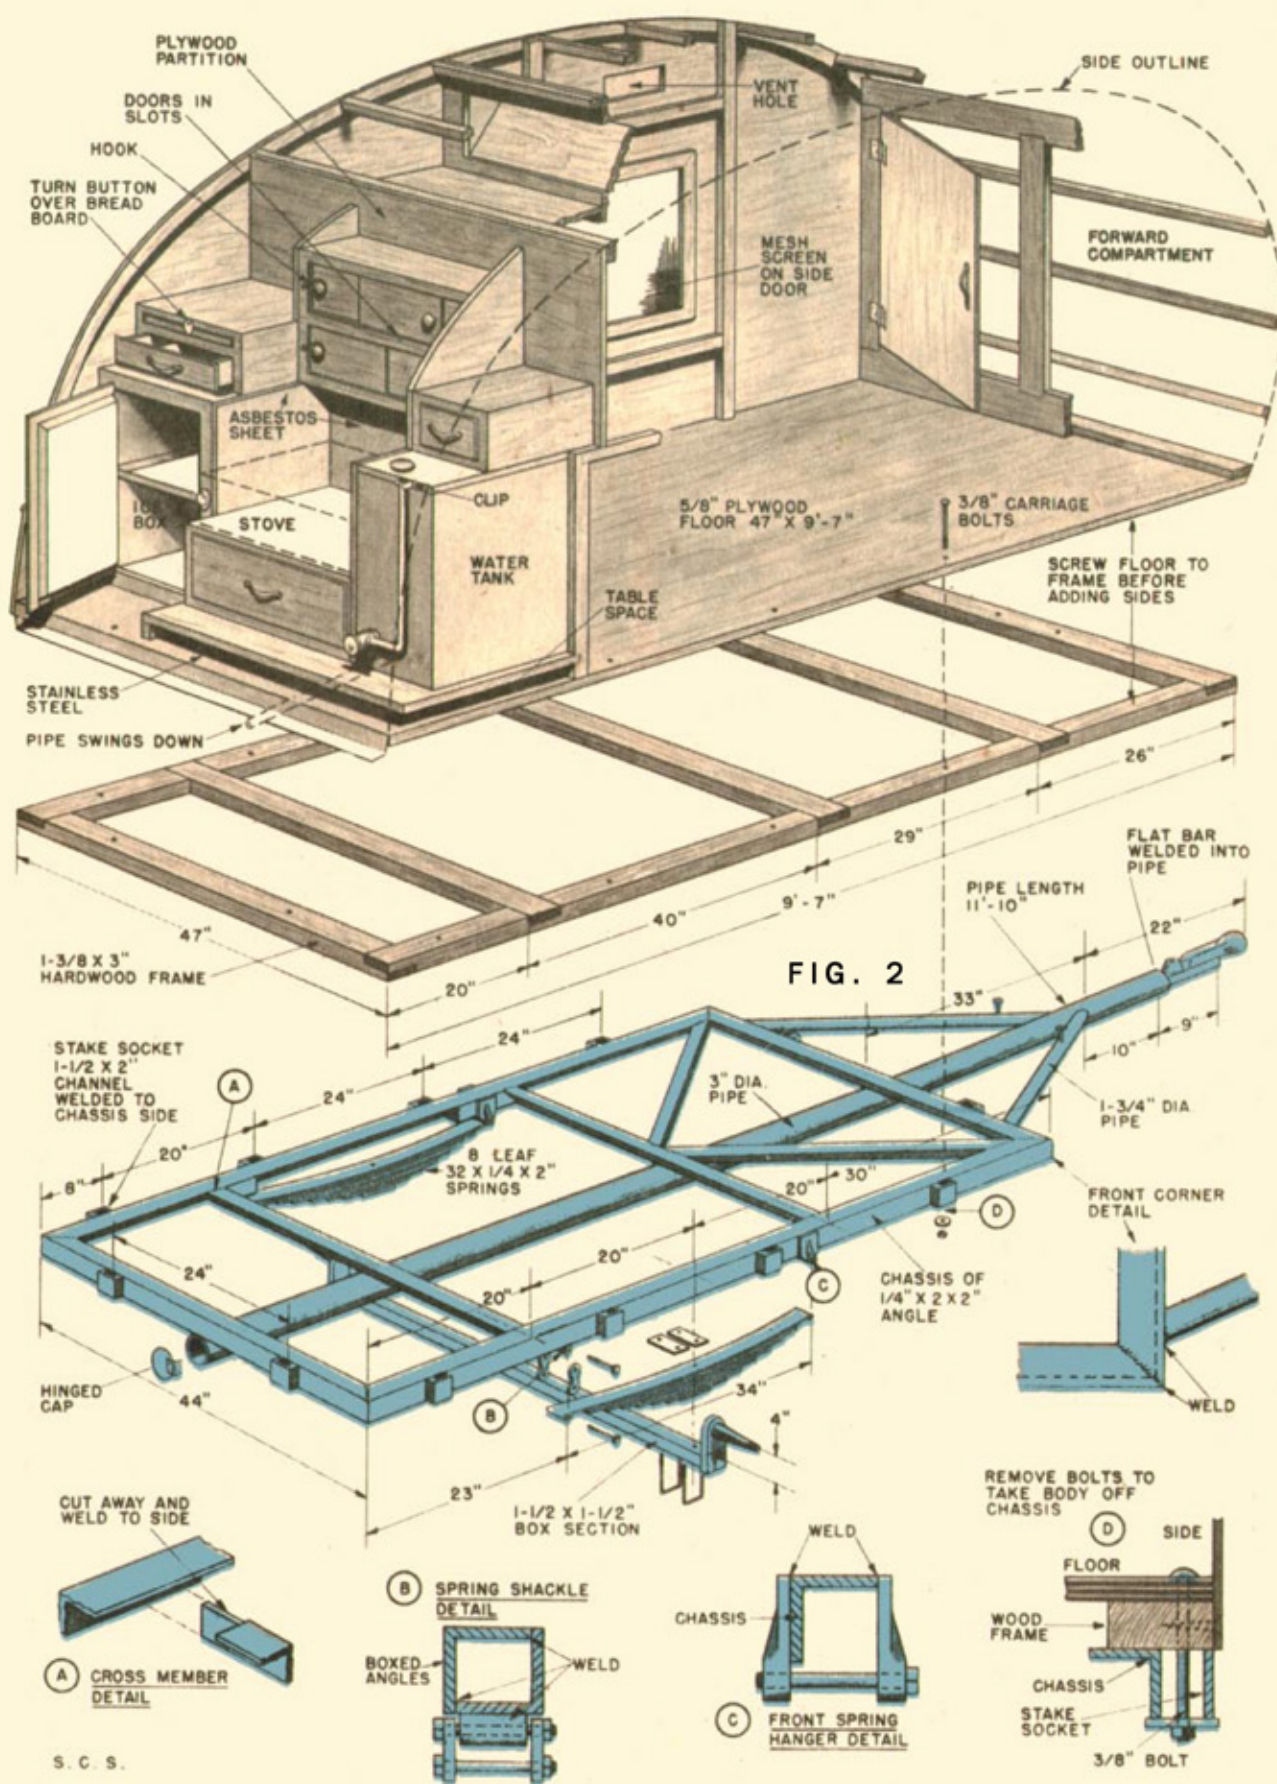 PLYWOOD
PARTITION
DOORS IN
SLOTS
HOOK
TURN BUTTON
OVER BREAD
BOARD
VENT
HOLE
SIDE OUTLINE
MESH
SCREEN
ON SIDE
DOOR
FORWARD
COMPARTMENT
ASBESTOS
SHEET
ICE
BOX
STOVE
CLIP
WATER
TANK
5/8" PLYWOOD
FLOOR 47" X 9'-7"
3/8" CARRIAGE
BOLTS
SCREW FLOOR TO
FRAME BEFORE
ADDING SIDES
TABLE
SPACE
STAINLESS
STEEL
PIPE SWINGS DOWN
26"
29"
40"
9'-7"
47"
20"
1-3/8 X 3"
HARDWOOD FRAME
FLAT BAR
WELDED INTO
PIPE
PIPE LENGTH
11'-10"
22"
FIG. 2
33"
9"
10"
24"
STAKE SOCKET
1-1/2 X 2"
CHANNEL
WELDED TO
CHASSIS SIDE
A
24"
20"
8"
3" DIA.
PIPE
1-3/4" DIA.
PIPE
8 LEAF
32 X 1/4 X 2"
SPRINGS
20"
30"
D
FRONT CORNER
DETAIL
24"
20"
20"
C
CHASSIS OF
1/4" X 2 X 2"
ANGLE
HINGED
CAP
44"
B
34"
4"
WELD
23"
1-1/2 X 1-1/2"
BOX SECTION
CUT AWAY AND
WELD TO SIDE
A CROSS MEMBER
DETAIL
B SPRING SHACKLE
DETAIL
BOXED
ANGLES
WELD
WELD
CHASSIS
C FRONT SPRING
HANGER DETAIL
REMOVE BOLTS TO
TAKE BODY OFF
CHASSIS
D
SIDE
FLOOR
WOOD
FRAME
CHASSIS
STAKE
SOCKET
3/8" BOLT
S. C. S.